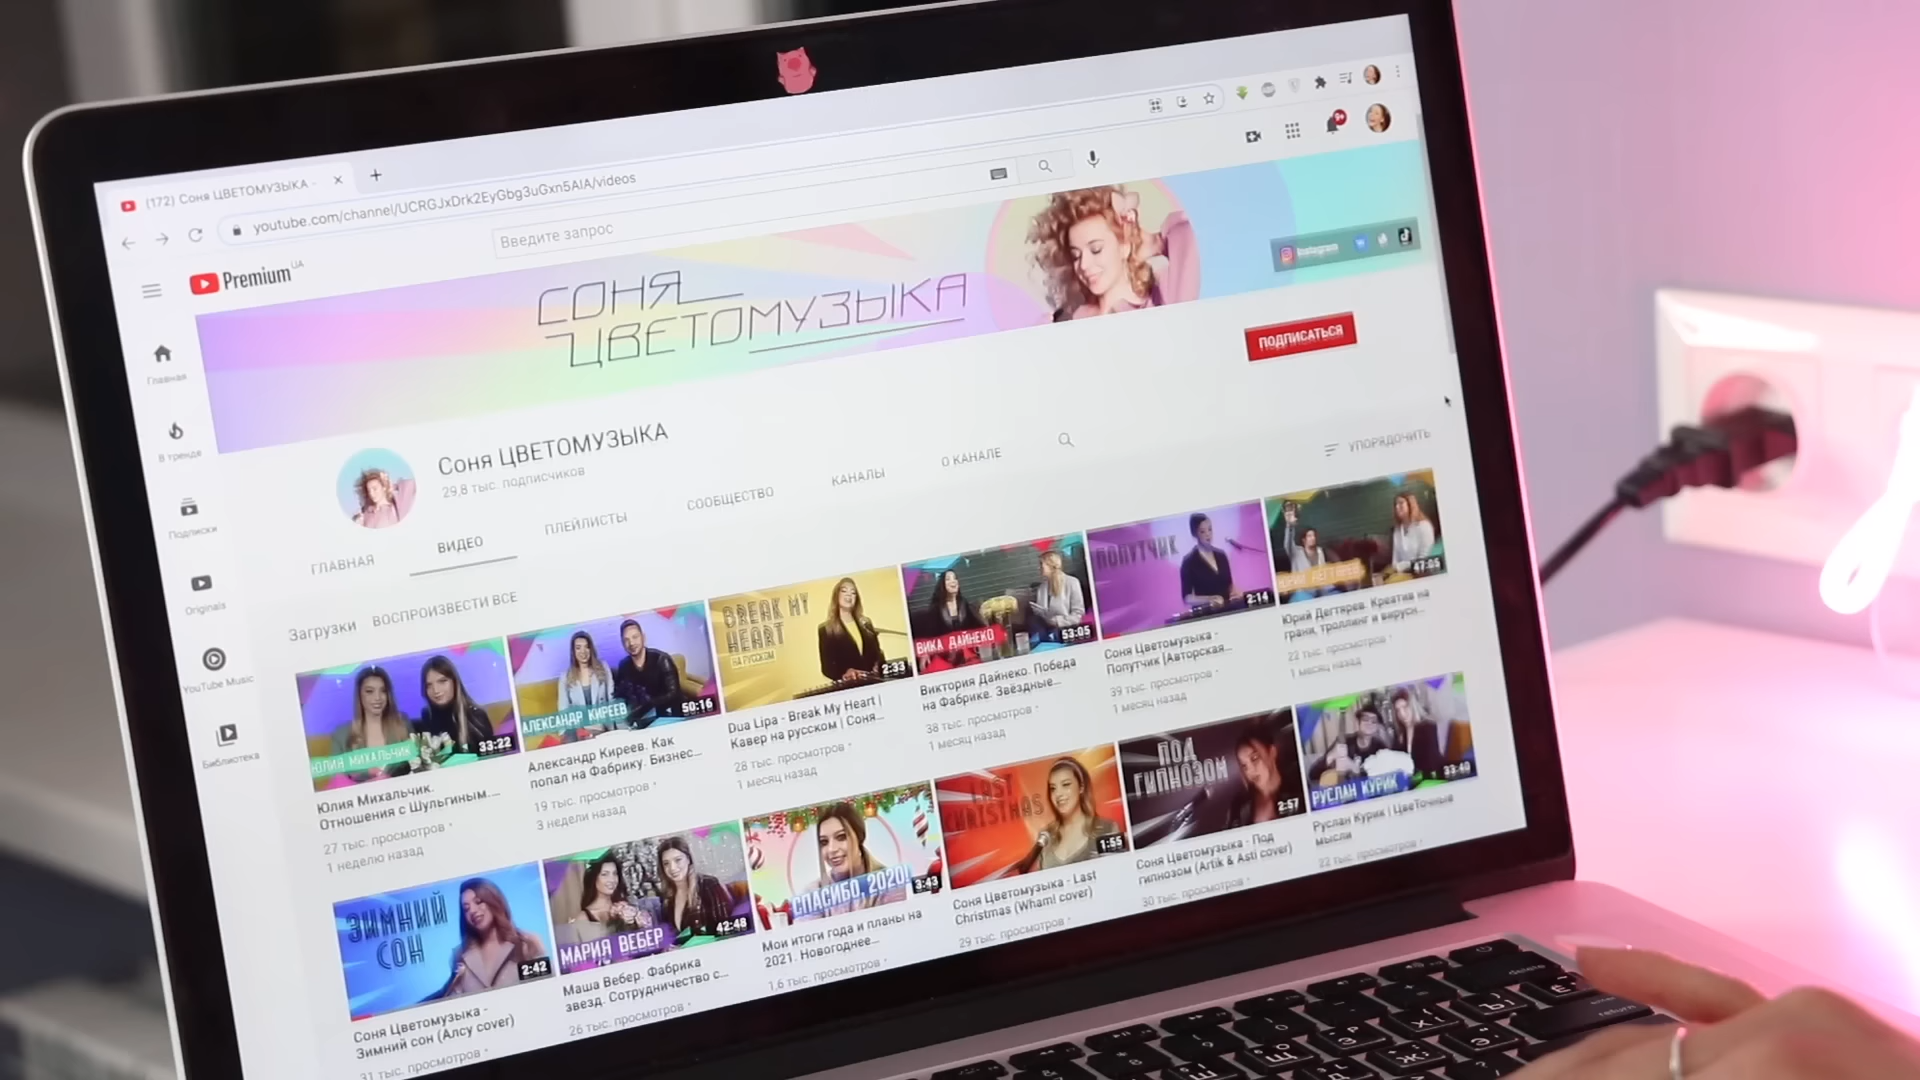 (172) Соня ЦВЕТОМУЗЫКА -
youtube.com/channel/UCRGJxDrk2EyGbg3uGxn5AIA/videos
Premium UA
Введите запрос
9+
СОНЯ
ЦВЕТОМУЗЫКА
Instagram
ПОДПИСАТЬСЯ
Главная
В тренде
Подписки
Originals
YouTube Music
Библиотека
Соня ЦВЕТОМУЗЫКА
29,8 тыс. подписчиков
ГЛАВНАЯ ВИДЕО ПЛЕЙЛИСТЫ СООБЩЕСТВО КАНАЛЫ О КАНАЛЕ
Загрузки ВОСПРОИЗВЕСТИ ВСЕ УПОРЯДОЧИТЬ
ЮЛИЯ МИХАЛЬЧИК
33:22
Юлия Михальчик.
Отношения с Шульгиным....
27 тыс. просмотров •
1 неделю назад
АЛЕКСАНДР КИРЕЕВ
50:16
Александр Киреев. Как
попал на Фабрику. Бизнес...
19 тыс. просмотров •
3 недели назад
BREAK MY
HEART
НА РУССКОМ
2:33
Dua Lipa - Break My Heart |
Кавер на русском | Соня...
28 тыс. просмотров •
1 месяц назад
ВИКА ДАЙНЕКО
53:05
Виктория Дайнеко. Победа
на Фабрике. Звёздные...
38 тыс. просмотров •
1 месяц назад
ПОПУТЧИК
2:14
Соня Цветомузыка -
Попутчик |Авторская...
39 тыс. просмотров •
1 месяц назад
ЮРИЙ ДЕГТЯРЕВ
47:05
Юрий Дегтярев. Креатив на
грани, троллинг и вирусн...
22 тыс. просмотров •
1 месяц назад
ЗИМНИЙ
СОН
2:42
Соня Цветомузыка -
Зимний сон (Алсу cover)
31 тыс. просмотров •
МАРИЯ ВЕБЕР
42:48
Маша Вебер. Фабрика
звезд. Сотрудничество с...
26 тыс. просмотров •
СПАСИБО, 2020!
3:43
Мои итоги года и планы на
2021. Новогоднее...
1,6 тыс. просмотров •
LAST
CHRISTMAS
1:55
Соня Цветомузыка - Last
Christmas (Wham! cover)
29 тыс. просмотров •
ПОД
ГИПНОЗОМ
2:57
Соня Цветомузыка - Под
гипнозом (Artik & Asti cover)
30 тыс. просмотров •
РУСЛАН КУРИК
33:40
Руслан Курик | ЦвеТочные
мысли
22 тыс. просмотров •
delete
return